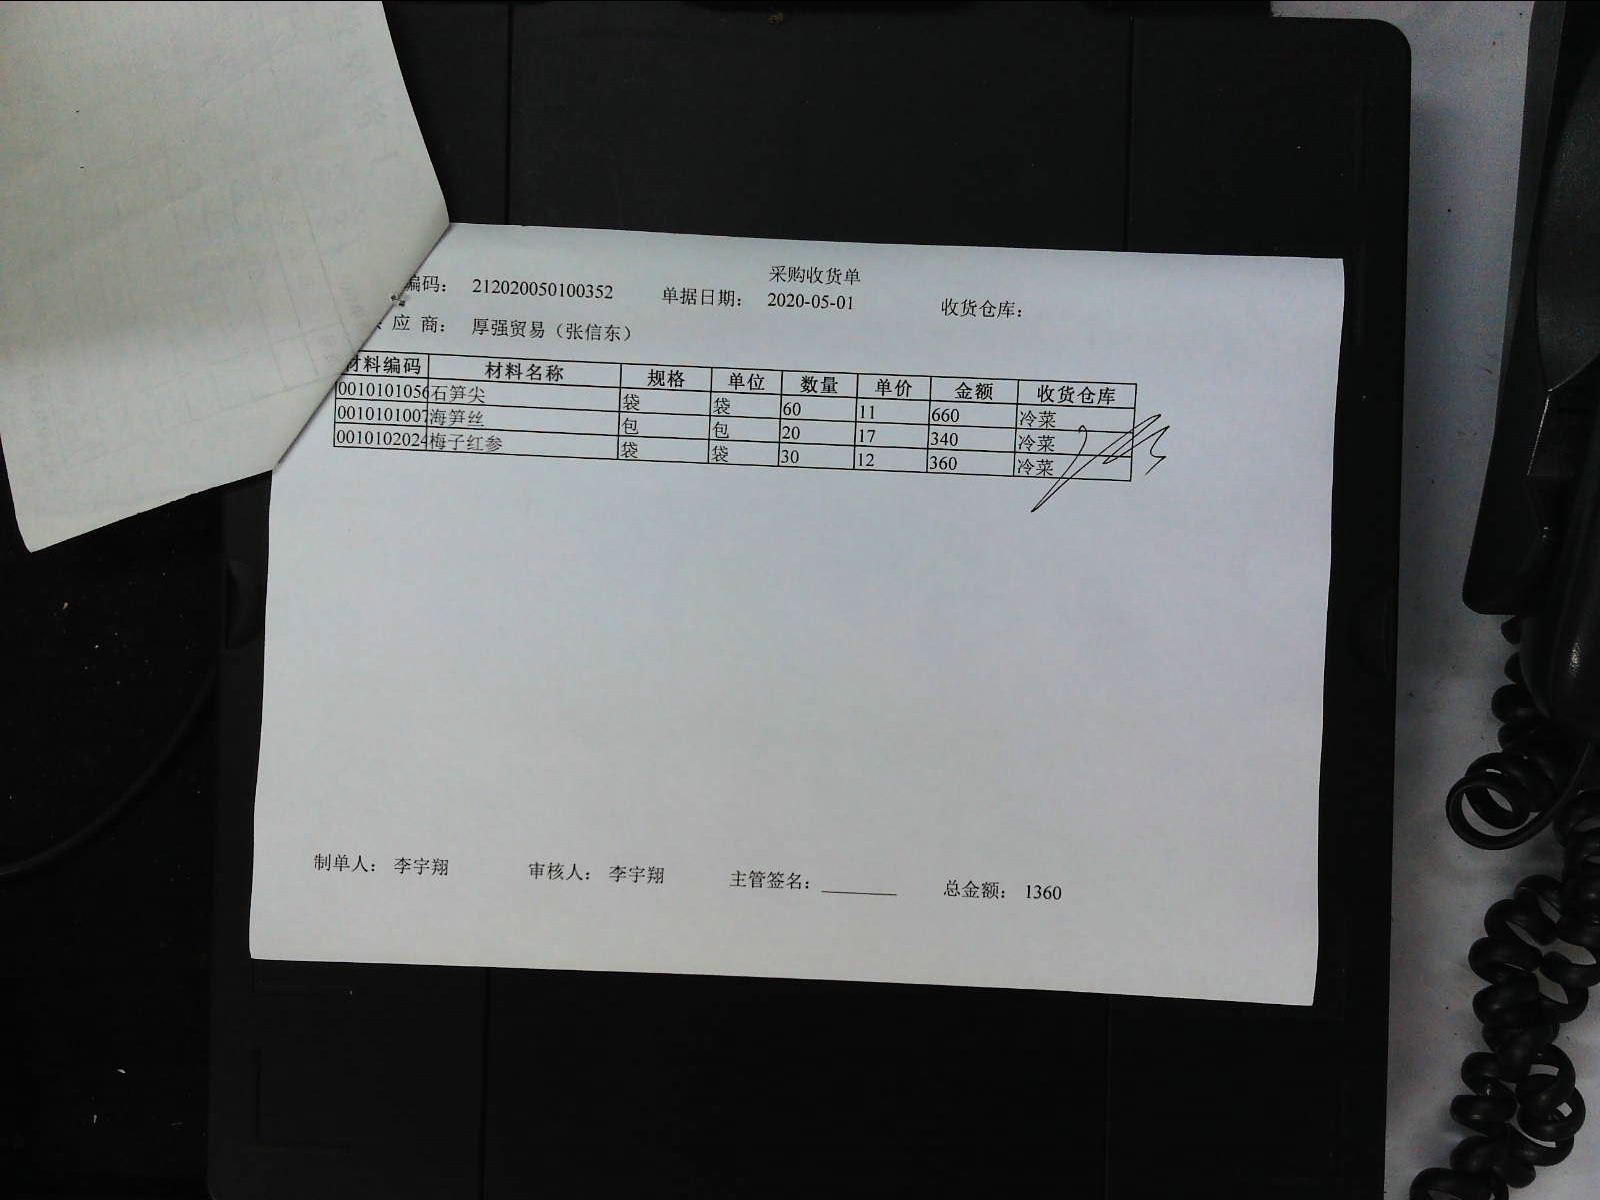 采购收货单
编码： 212020050100352 单据日期： 2020-05-01 收货仓库：
应 商： 厚强贸易（张信东）
材料编码 材料名称 规格 单位 数量 单价 金额 收货仓库
0010101056 石笋尖 袋 袋 60 11 660 冷菜
0010101007 海笋丝 包 包 20 17 340 冷菜
0010102024 梅子红参 袋 袋 30 12 360 冷菜
制单人： 李宇翔 审核人： 李宇翔 主管签名： 总金额： 1360